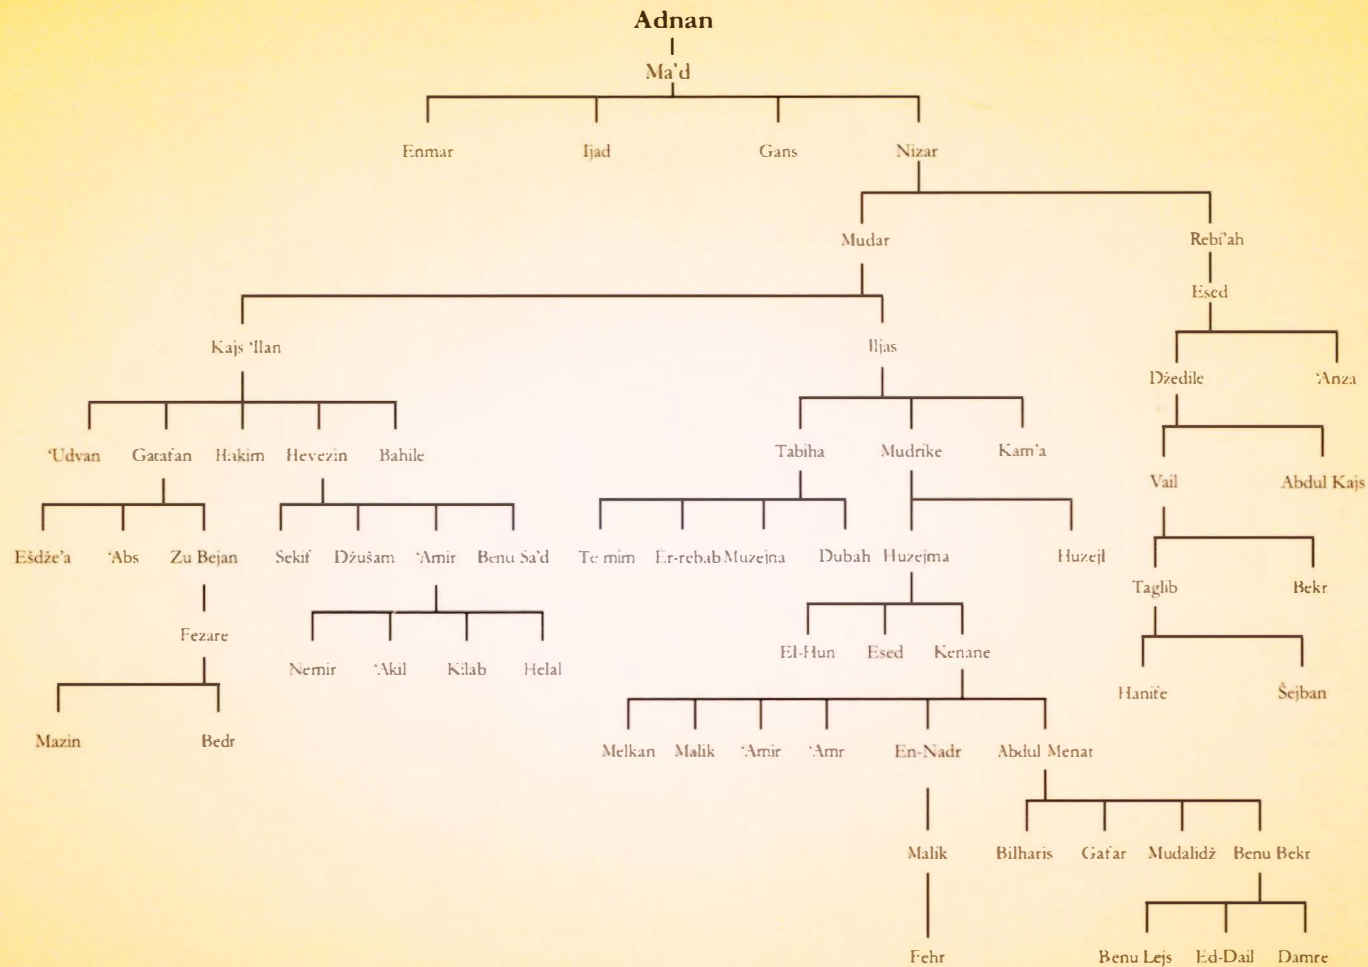 Adnan
Ma'd
Enmar Ijad Gans Nizar
Mudar Rebi'ah
Esed
Kajs 'Ilan Iljas
Džedile 'Anza
'Udvan Gatafan Hakim Hevezin Bahile Tabiha Mudrike Kam'a
Vail Abdul Kajs
Ešdže'a 'Abs Zu Bejan Sekif Džušam 'Amir Benu Sa'd Te mim Er-rebab Muzejna Dubah Huzejma Huzejl
Taglib Bekr
Fezare
El-Hun Esed Kenane
Nemir 'Akil Kilab Helal
Hanife Šejban
Mazin Bedr
Melkan Malik 'Amir 'Amr En-Nadr Abdul Menat
Malik Bilharis Gafar Mudalidž Benu Bekr
Fehr Benu Lejs Ed-Dail Damre